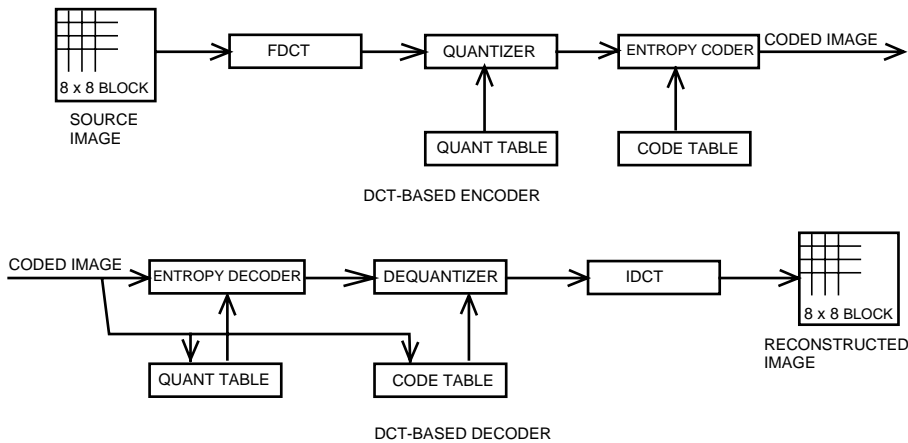 FDCT
QUANTIZER
ENTROPY CODER
CODED IMAGE
8 x 8 BLOCK
SOURCE
IMAGE
QUANT TABLE
CODE TABLE
DCT-BASED ENCODER
CODED IMAGE
ENTROPY DECODER
DEQUANTIZER
IDCT
8 x 8 BLOCK
RECONSTRUCTED
IMAGE
QUANT TABLE
CODE TABLE
DCT-BASED DECODER